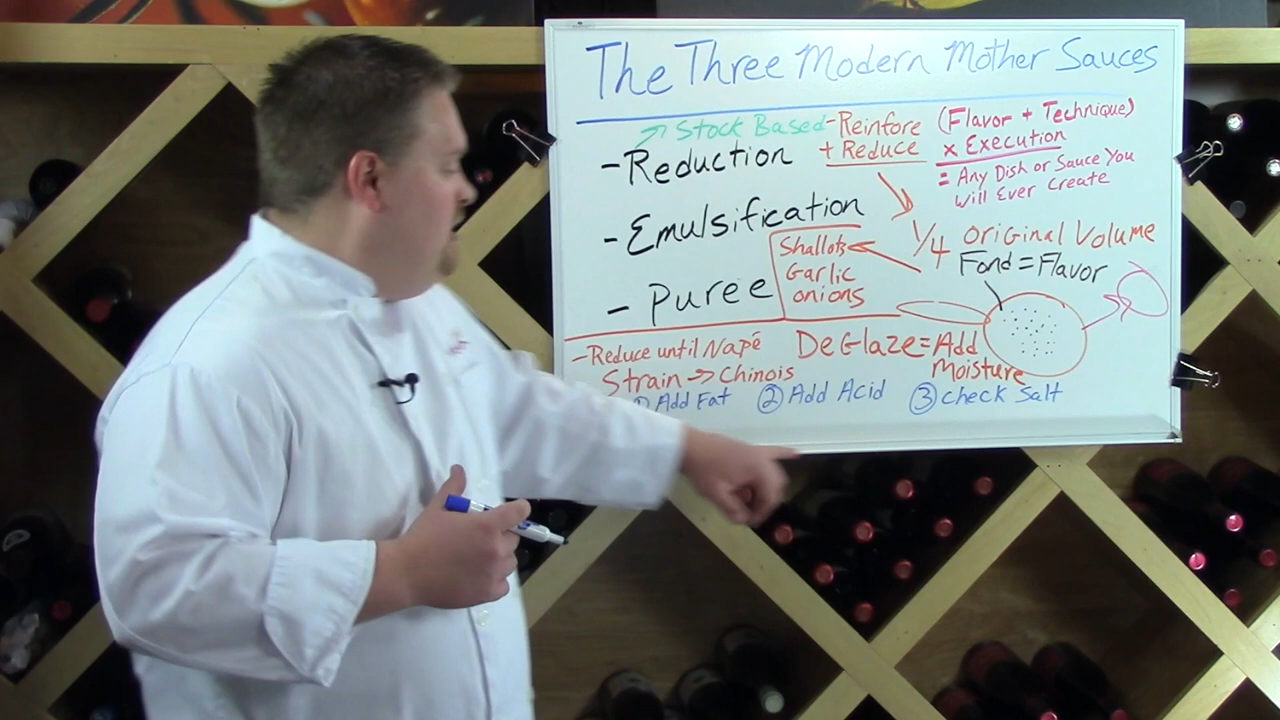 The Three Modern Mother Sauces
Stock Based
- Reduction
- Reinfore
+ Reduce
(Flavor + Technique)
x Execution
= Any Dish or Sauce You
Will Ever Create
- Emulsification
1/4 Original Volume
Fond = Flavor
- Puree
Shallots
Garlic
onions
- Reduce until Napé
Strain → Chinois
DeGlaze = Add
Moisture
① Add Fat ② Add Acid ③ Check Salt